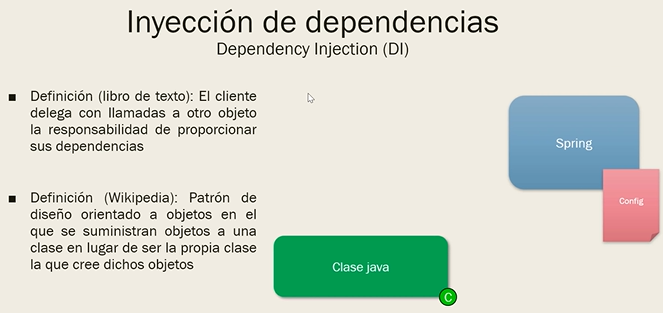 Inyección de dependencias
Dependency Injection (DI)
▪ Definición (libro de texto): El cliente
delega con llamadas a otro objeto
la responsabilidad de proporcionar
sus dependencias
▪ Definición (Wikipedia): Patrón de
diseño orientado a objetos en el
que se suministran objetos a una
clase en lugar de ser la propia clase
la que cree dichos objetos
Spring
Config
Clase java
C